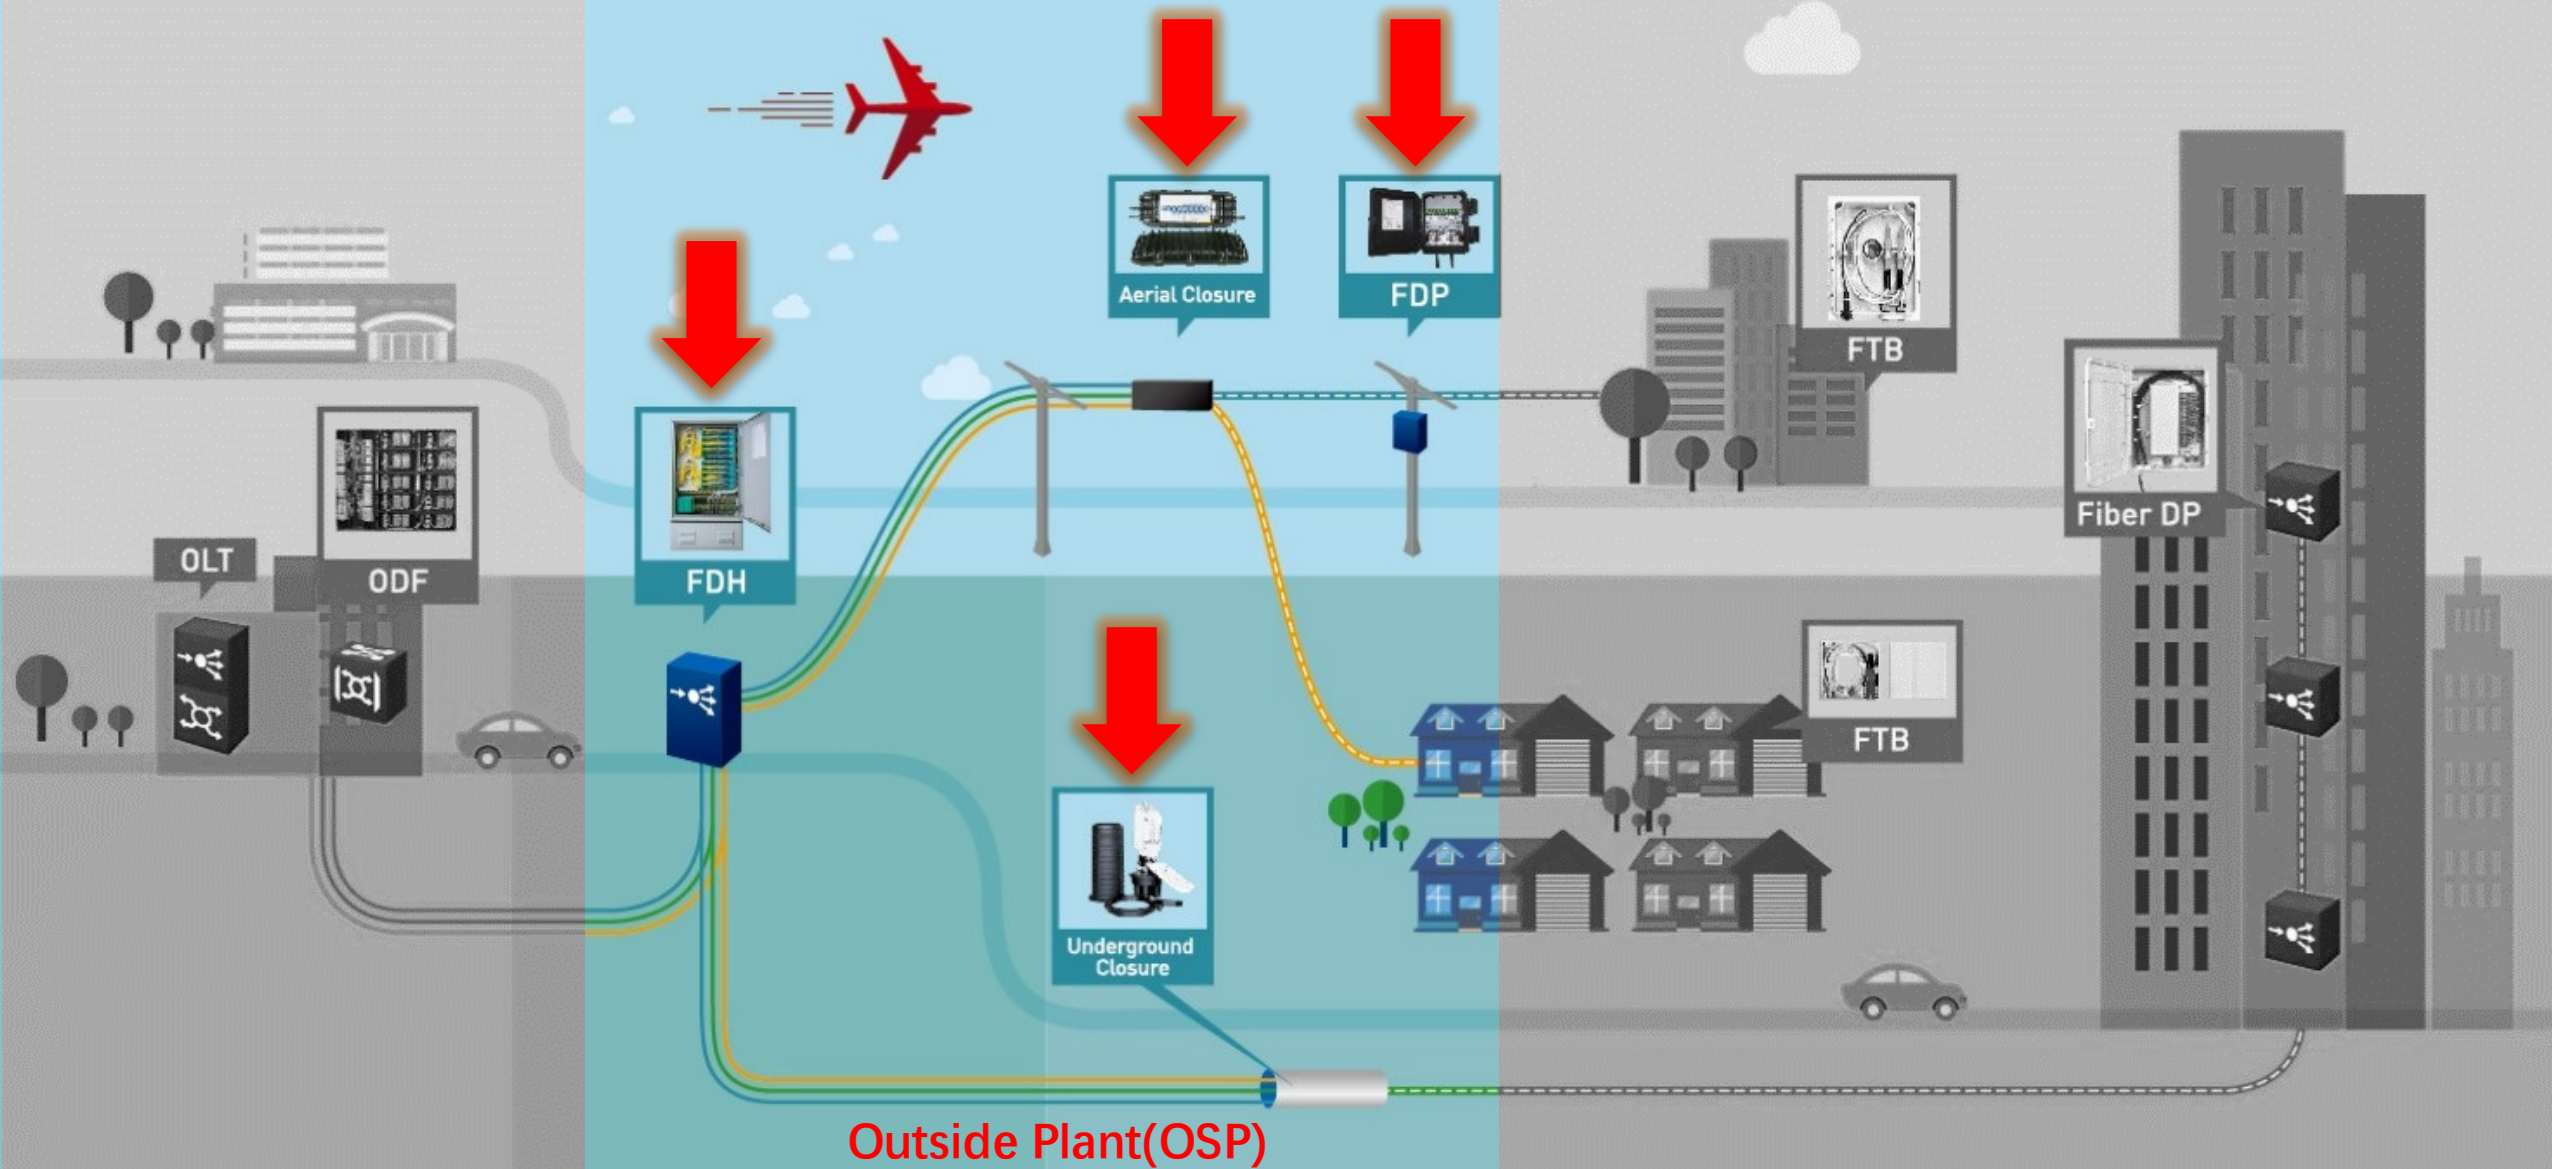 Aerial Closure
FDP
FTB
Fiber DP
OLT
ODF
FDH
FTB
Underground
Closure
Outside Plant(OSP)